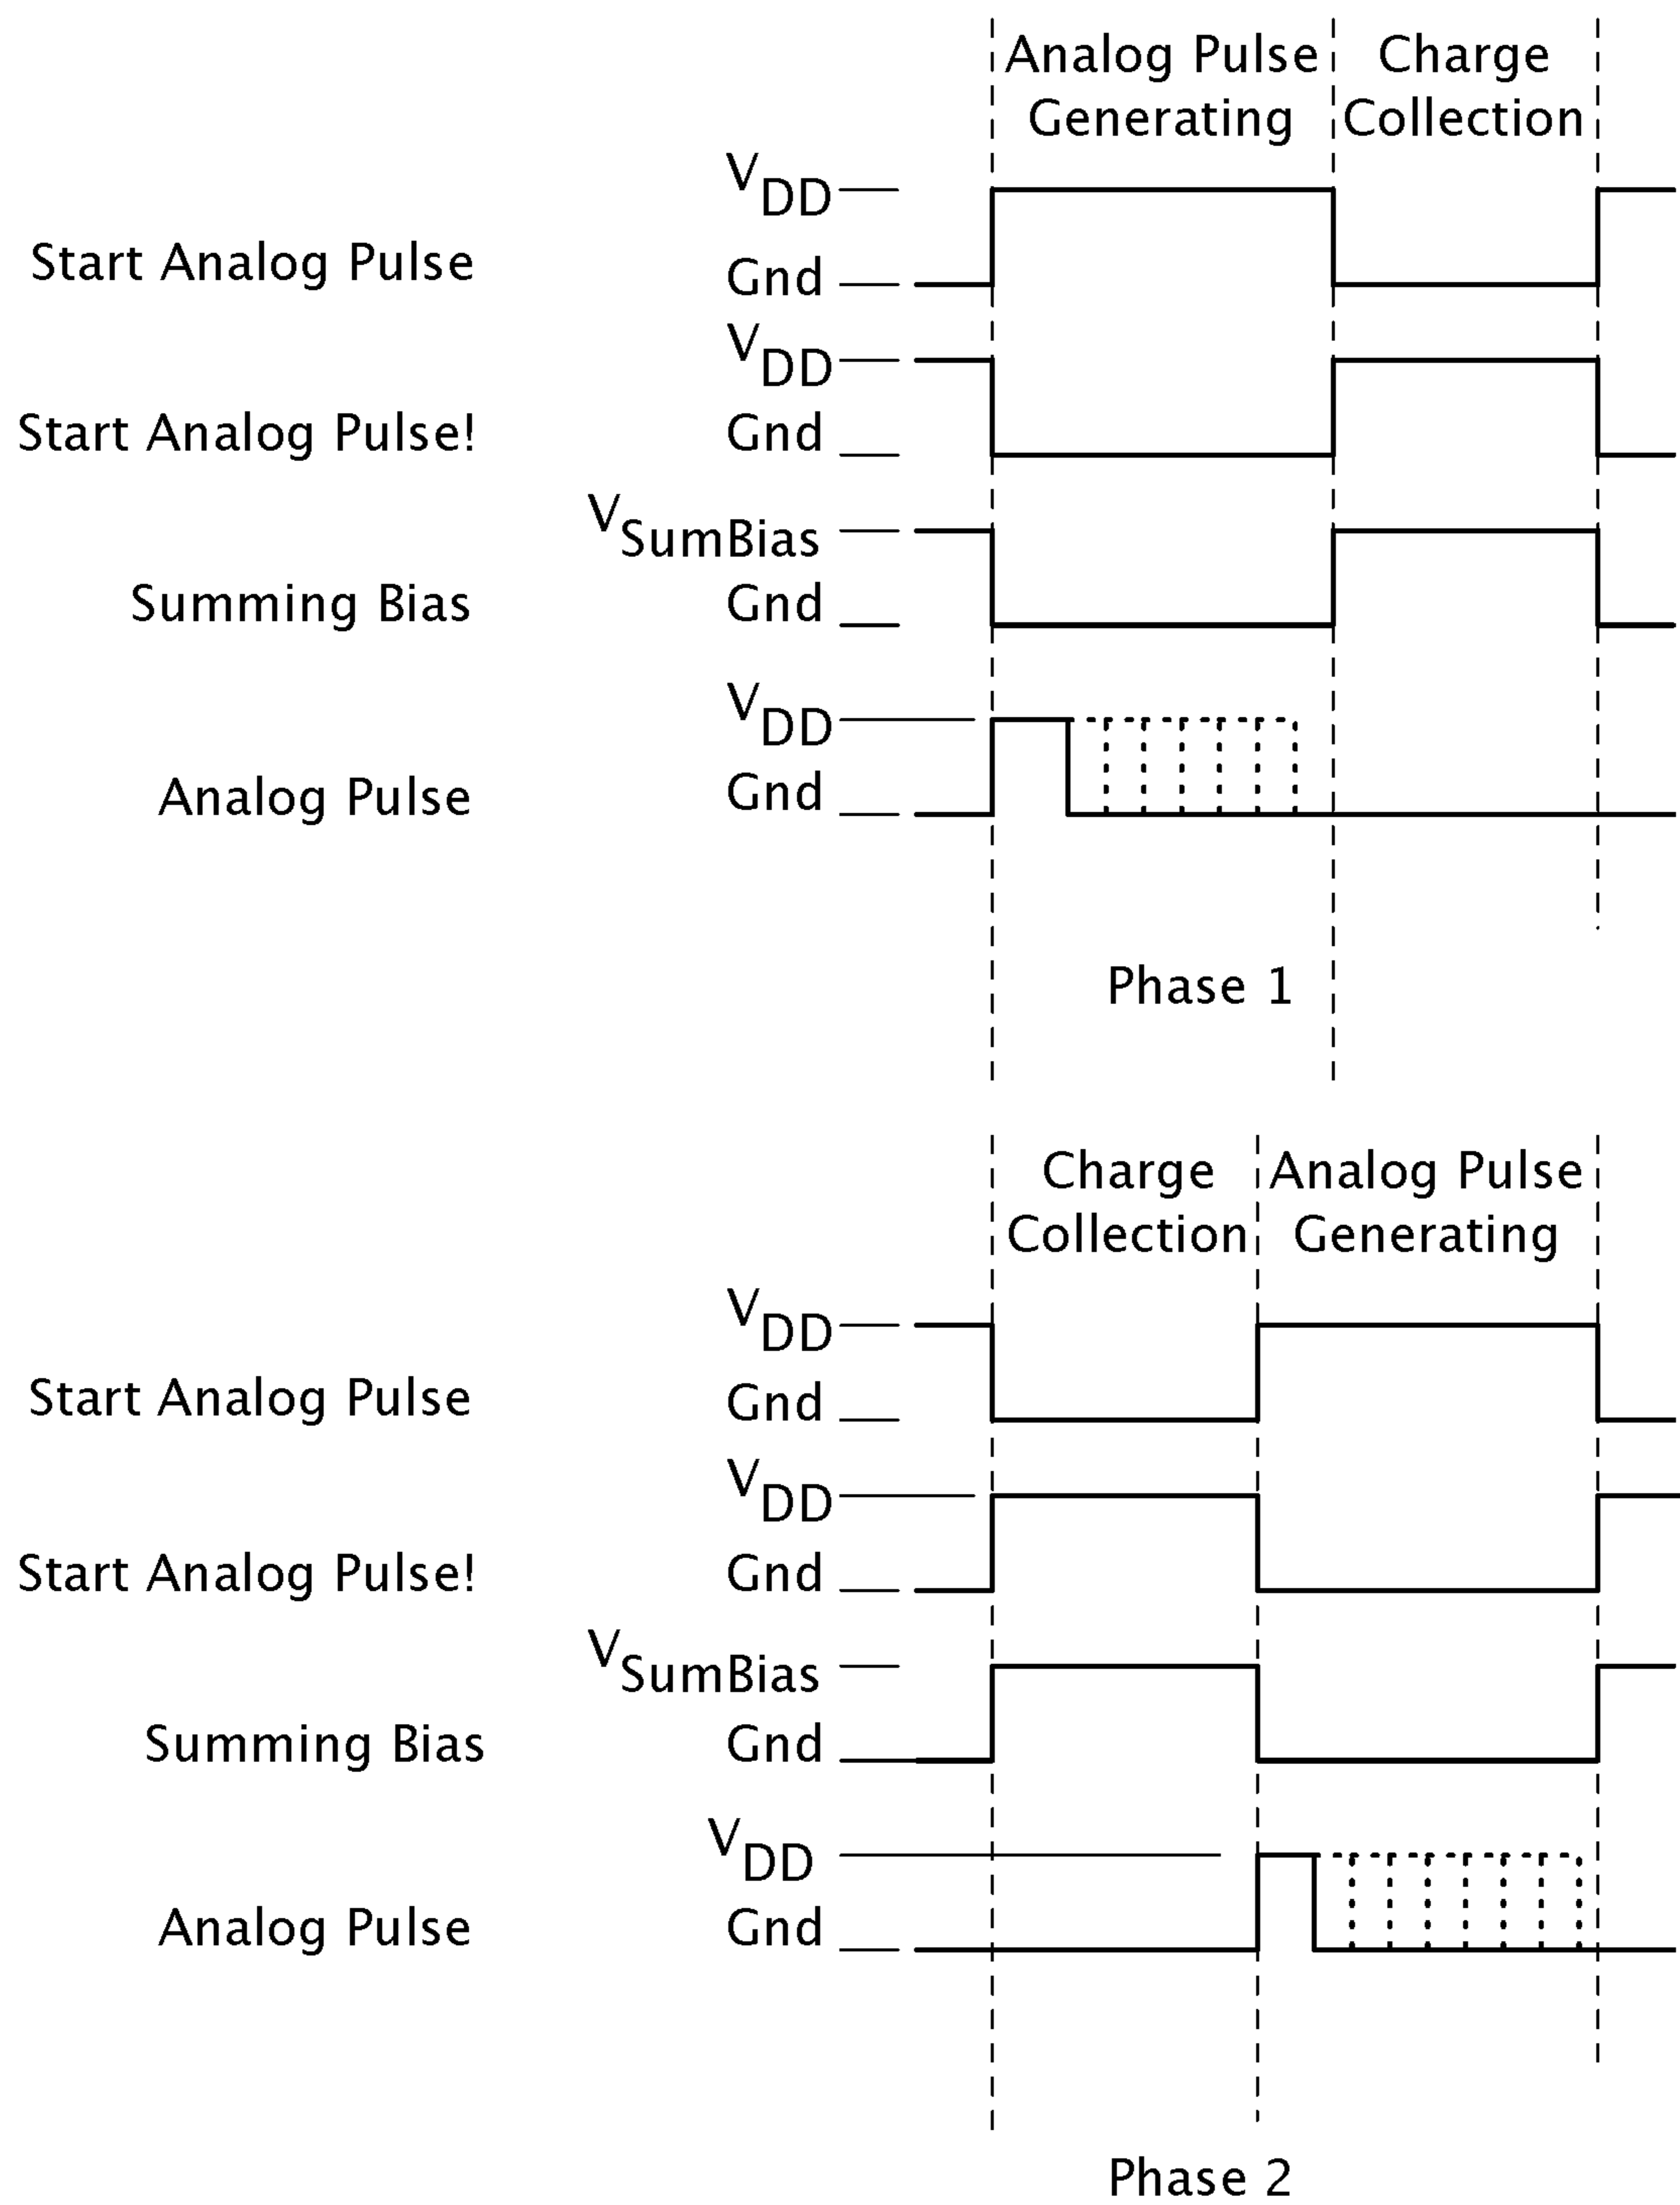 Analog Pulse Generating
Charge Collection
VDD
Start Analog Pulse
Gnd
VDD
Start Analog Pulse!
Gnd
VSumBias
Summing Bias
Gnd
VDD
Analog Pulse
Gnd
Phase 1
Charge Collection
Analog Pulse Generating
VDD
Start Analog Pulse
Gnd
VDD
Start Analog Pulse!
Gnd
VSumBias
Summing Bias
Gnd
VDD
Analog Pulse
Gnd
Phase 2